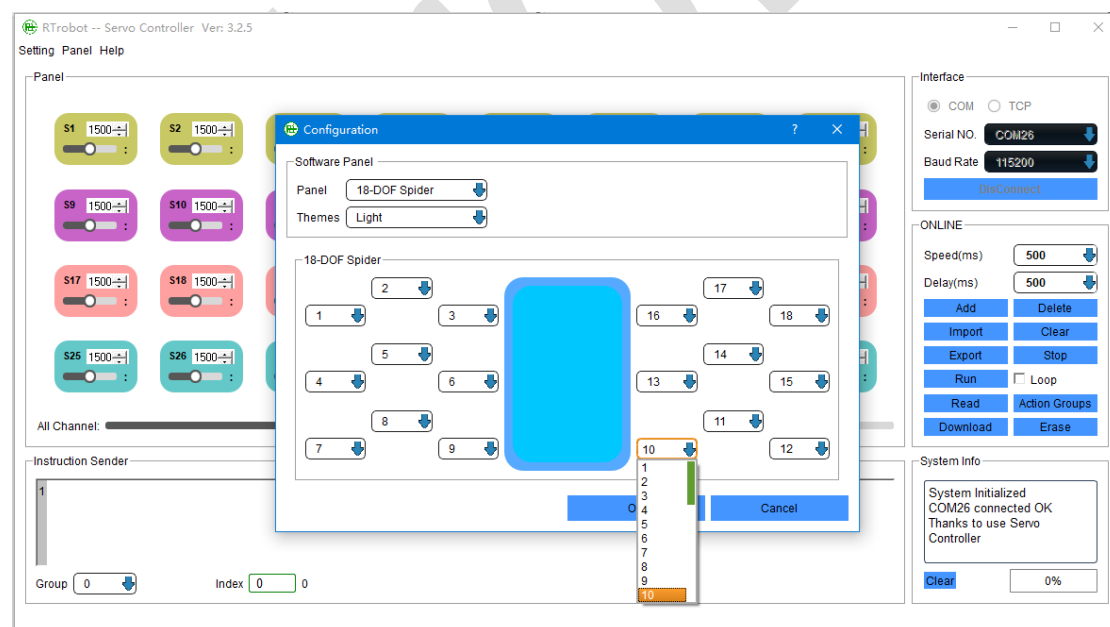 RTrobot -- Servo Controller Ver: 3.2.5
Setting Panel Help
Panel
S1 1500
S2 1500
S9 1500
S10 1500
S17 1500
S18 1500
S25 1500
S26 1500
All Channel:
Configuration
?
Software Panel
Panel 18-DOF Spider
Themes Light
18-DOF Spider
2 17
1 3 16 18
5 14
4 6 13 15
8 11
7 9 10 12
1
2
3
4
5
6
7
8
9
10
O
Cancel
Instruction Sender
1
Group 0 Index 0 0
Interface
COM TCP
Serial NO. COM26
Baud Rate 115200
DisConnect
ONLINE
Speed(ms) 500
Delay(ms) 500
Add Delete
Import Clear
Export Stop
Run Loop
Read Action Groups
Download Erase
System Info
System Initialized
COM26 connected OK
Thanks to use Servo
Controller
Clear 0%